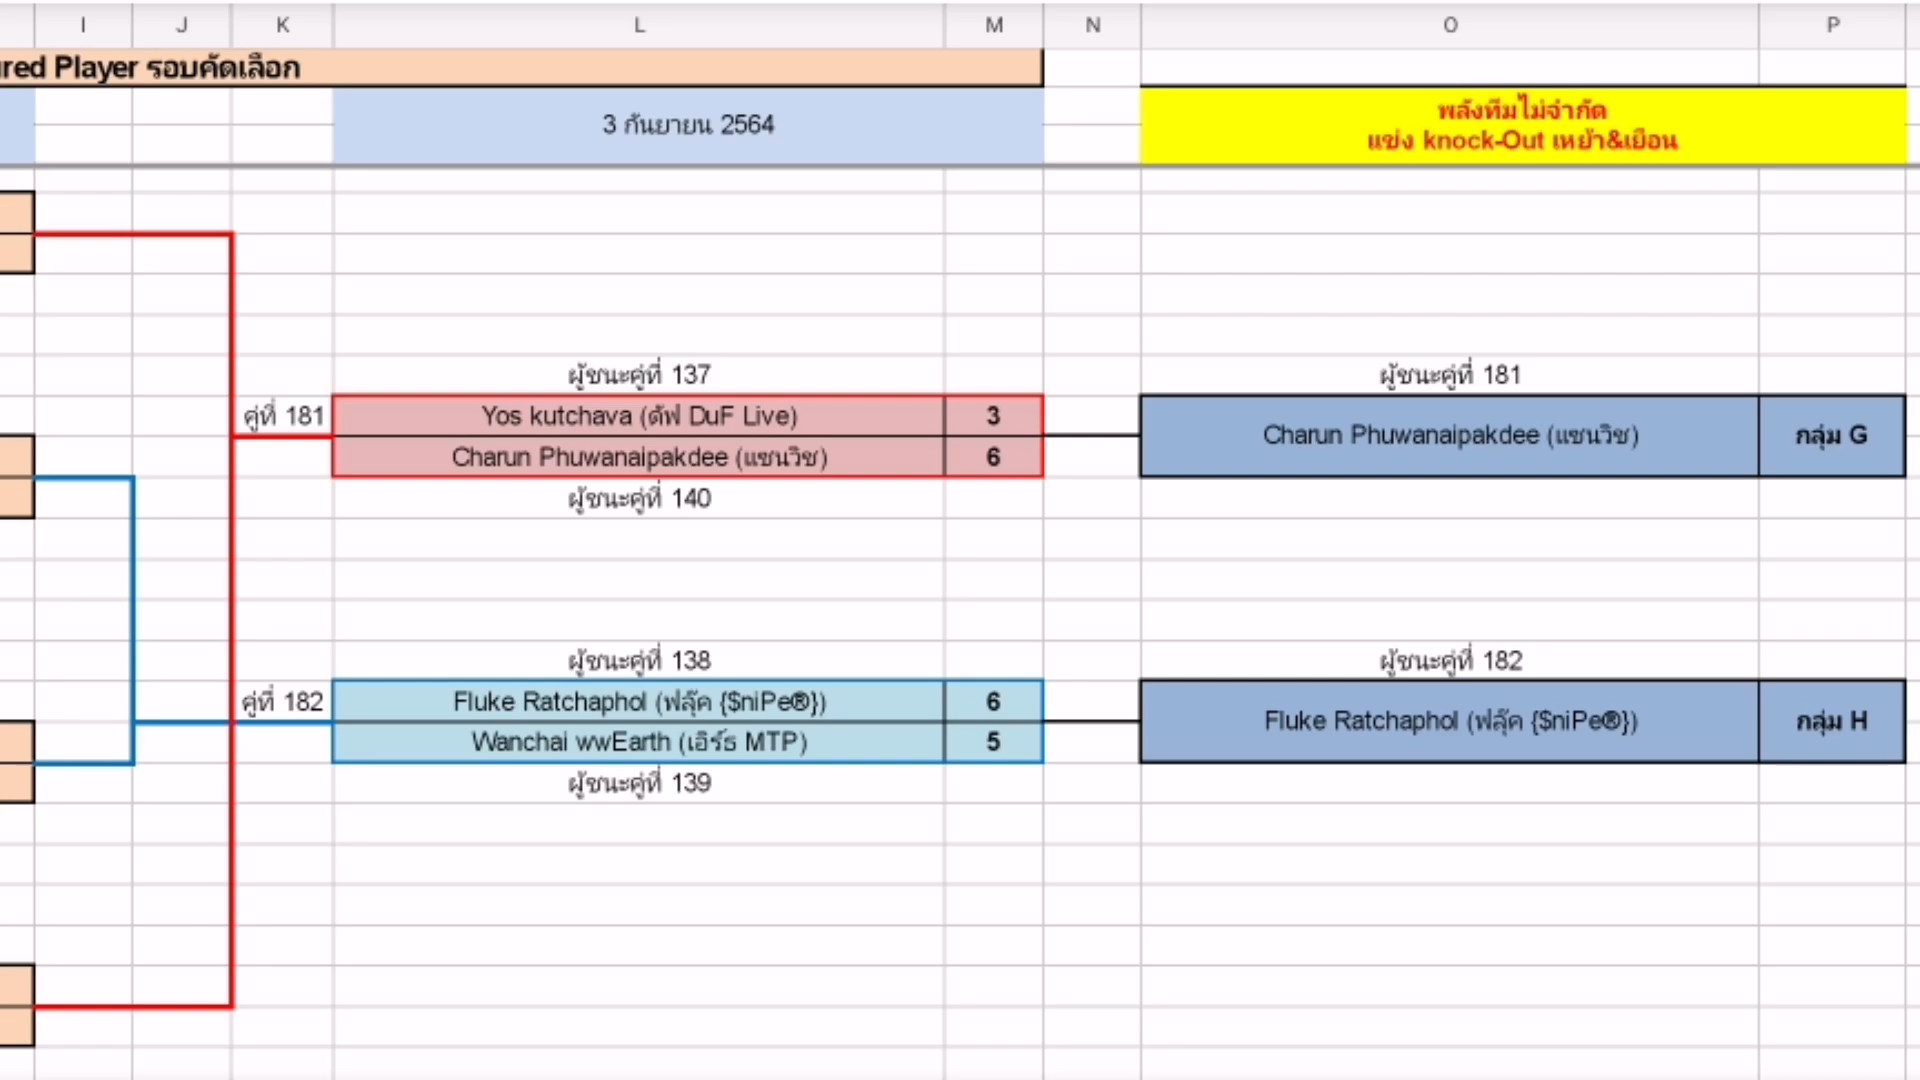 I J K L M N O P
ured Player รอบคัดเลือก
3 กันยายน 2564
พลังทีมไม่จำกัด
แข่ง knock-Out เหย้า&เยือน
ผู้ชนะคู่ที่ 137
ผู้ชนะคู่ที่ 181
คู่ที่ 181
Yos kutchava (ดัฟ DuF Live) 3
Charun Phuwanaipakdee (แซนวิช) 6
Charun Phuwanaipakdee (แซนวิช) กลุ่ม G
ผู้ชนะคู่ที่ 140
ผู้ชนะคู่ที่ 138
ผู้ชนะคู่ที่ 182
คู่ที่ 182
Fluke Ratchaphol (ฟลุ๊ค {$niPe®}) 6
Wanchai wwEarth (เอิร์ธ MTP) 5
Fluke Ratchaphol (ฟลุ๊ค {$niPe®}) กลุ่ม H
ผู้ชนะคู่ที่ 139